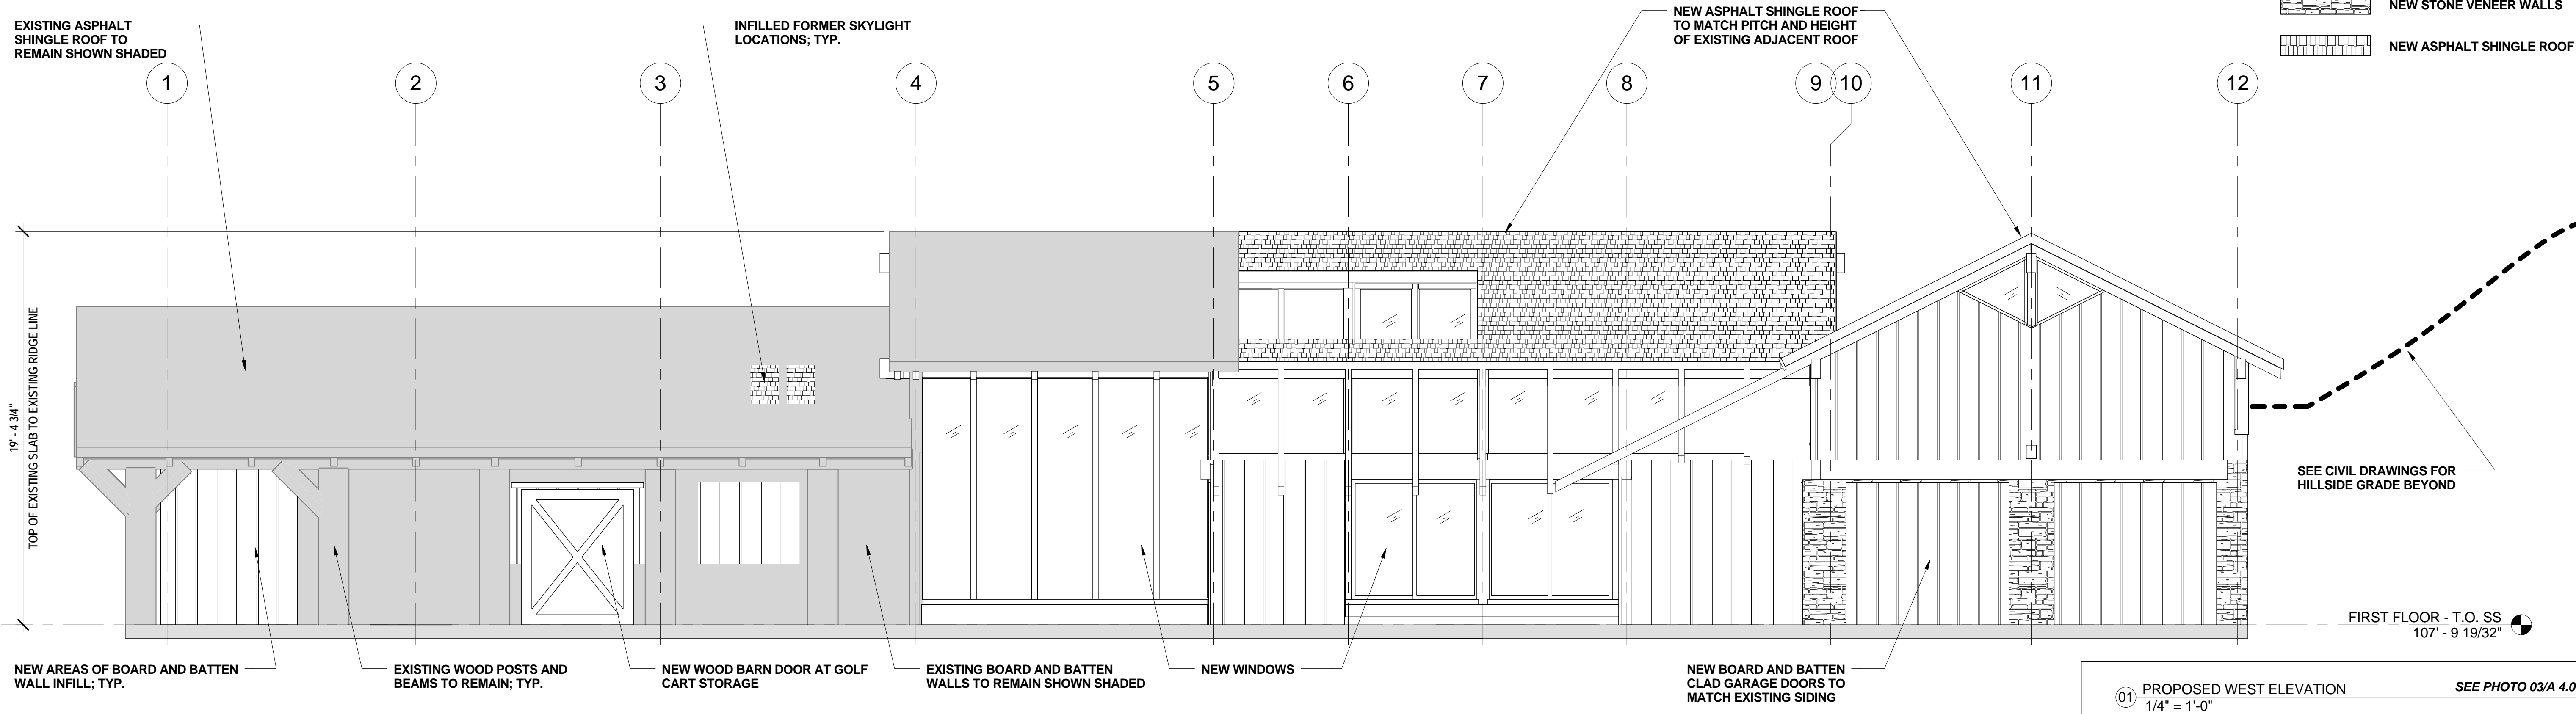 EXISTING ASPHALT
SHINGLE ROOF TO
REMAIN SHOWN SHADED
INFILLED FORMER SKYLIGHT
LOCATIONS; TYP.
NEW ASPHALT SHINGLE ROOF
TO MATCH PITCH AND HEIGHT
OF EXISTING ADJACENT ROOF
NEW STONE VENEER WALLS
NEW ASPHALT SHINGLE ROOF
1
2
3
4
5
6
7
8
9
10
11
12
19' - 4 3/4"
TOP OF EXISTING SLAB TO EXISTING RIDGE LINE
SEE CIVIL DRAWINGS FOR
HILLSIDE GRADE BEYOND
FIRST FLOOR - T.O. SS
107' - 9 19/32"
NEW AREAS OF BOARD AND BATTEN
WALL INFILL; TYP.
EXISTING WOOD POSTS AND
BEAMS TO REMAIN; TYP.
NEW WOOD BARN DOOR AT GOLF
CART STORAGE
EXISTING BOARD AND BATTEN
WALLS TO REMAIN SHOWN SHADED
NEW WINDOWS
NEW BOARD AND BATTEN
CLAD GARAGE DOORS TO
MATCH EXISTING SIDING
01 PROPOSED WEST ELEVATION
1/4" = 1'-0"
SEE PHOTO 03/A 4.0